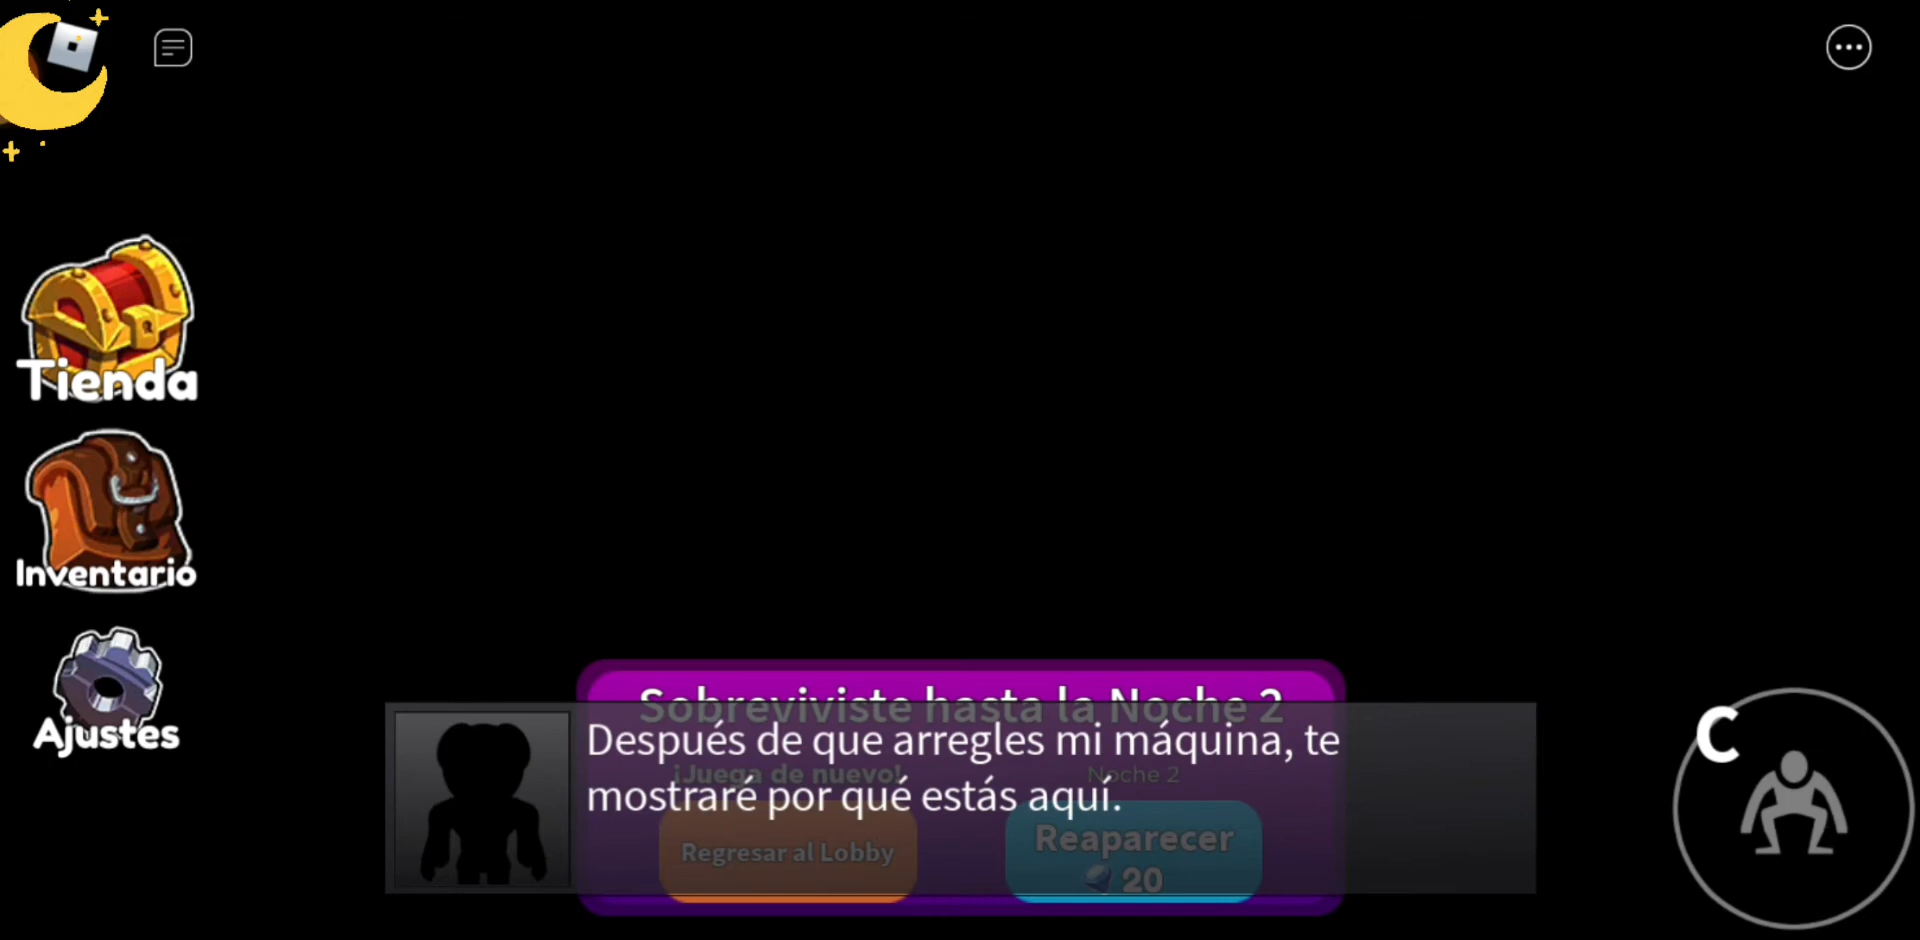 Tienda
Inventario
Ajustes
Sobreviviste hasta la Noche 2
Después de que arregles mi máquina, te
mostraré por qué estás aquí.
¡Juega de nuevo!
Noche 2
Regresar al Lobby
Reaparecer
20
C